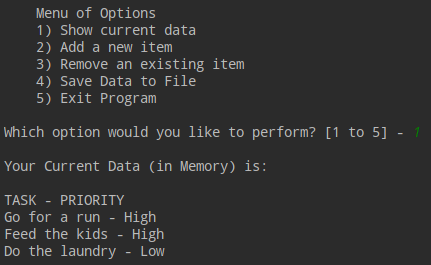 Menu of Options
1) Show current data
2) Add a new item
3) Remove an existing item
4) Save Data to File
5) Exit Program
Which option would you like to perform? [1 to 5] - 1
Your Current Data (in Memory) is:
TASK - PRIORITY
Go for a run - High
Feed the kids - High
Do the laundry - Low